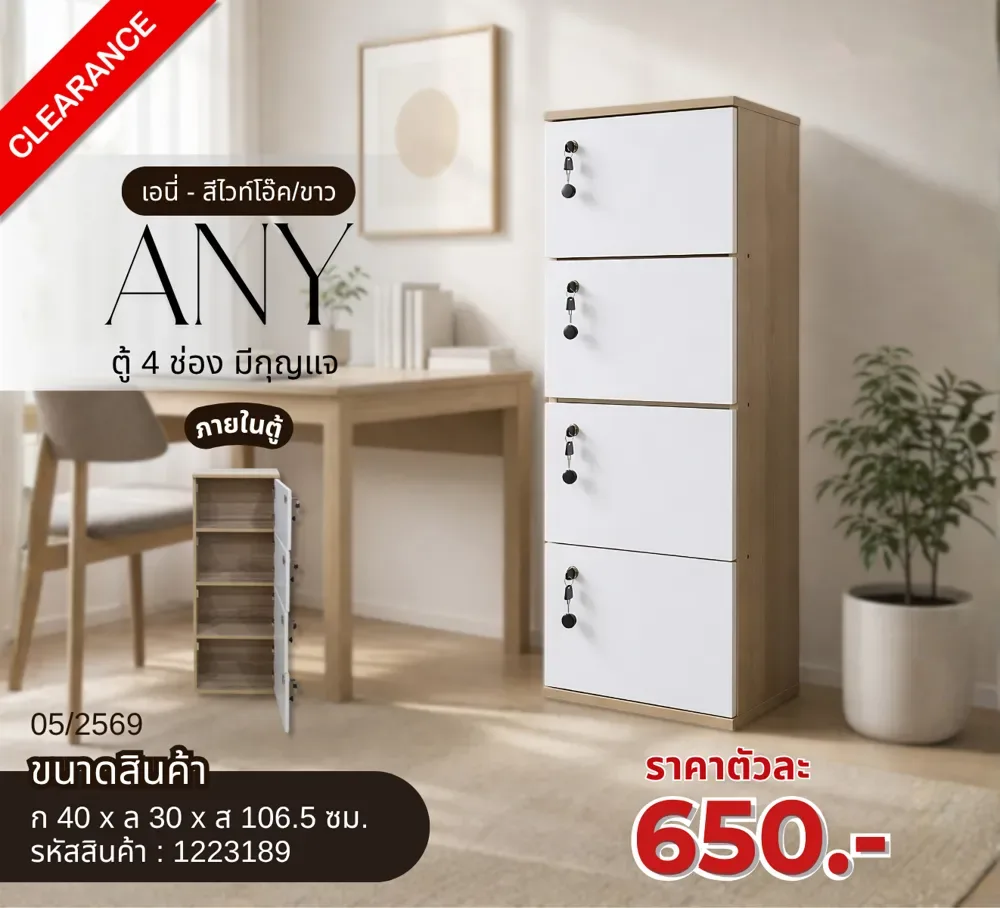 CLEARANCE
เอนี่ - สีไวท์โอ๊ค/ขาว
ANY
ตู้ 4 ช่อง มีกุญแจ
ภายในตู้
05/2569
ขนาดสินค้า
ก 40 x ล 30 x ส 106.5 ซม.
รหัสสินค้า : 1223189
ราคาตัวละ
650.-